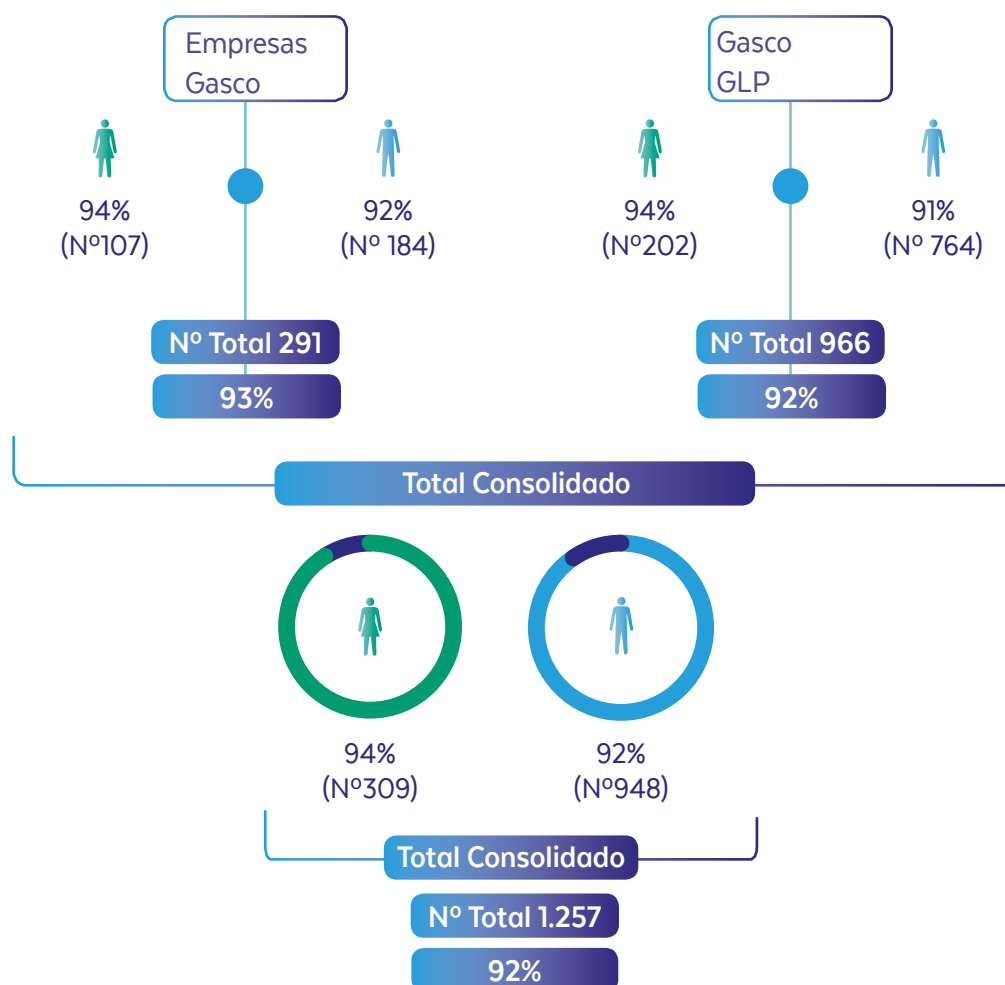 Empresas
Gasco
94%
(Nº107)
92%
(Nº 184)
Nº Total 291
93%
Gasco
GLP
94%
(Nº202)
91%
(Nº 764)
Nº Total 966
92%
Total Consolidado
94%
(Nº309)
92%
(Nº948)
Total Consolidado
Nº Total 1.257
92%